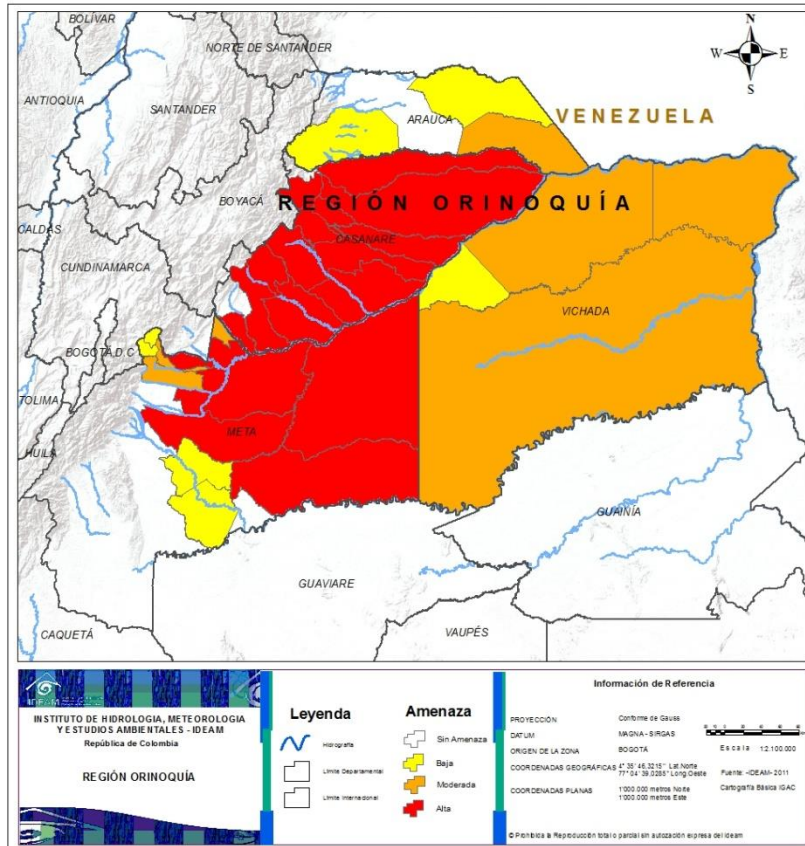 BOLÍVAR
NORTE DE SANTANDER
N
W E
S
ANTIOQUIA
SANTANDER
ARAUCA
VENEZUELA
BOYACÁ
REGIÓN ORINOQUÍA
CALDAS
CASANARE
CUNDINAMARCA
VICHADA
BOGOTÁ D.C
TOLIMA
META
HUILA
GUAINÍA
GUAVIARE
CAQUETÁ
VAUPÉS
IDEAM
INSTITUTO DE HIDROLOGIA, METEOROLOGIA
Y ESTUDIOS AMBIENTALES - IDEAM
República de Colombia
REGIÓN ORINOQUÍA
Leyenda
Hidrografía
Límite Departamental
Límite Internacional
Amenaza
Sin Amenaza
Baja
Moderada
Alta
Información de Referencia
PROYECCIÓN Conforme de Gauss
DATUM MAGNA - SIRGAS
ORIGEN DE LA ZONA BOGOTÁ
Escala 1:2.100.000
COORDENADAS GEOGRÁFICAS 4° 35' 46,3215" Lat.Norte
77° 04' 39,0285" Long.Oeste
Fuente: -IDEAM- 2011
COORDENADAS PLANAS 1'000.000 metros Norte
1'000.000 metros Este
Cartografía Básica IGAC
© Prohibida la Reproducción total o parcial sin autozación expresa del Ideam